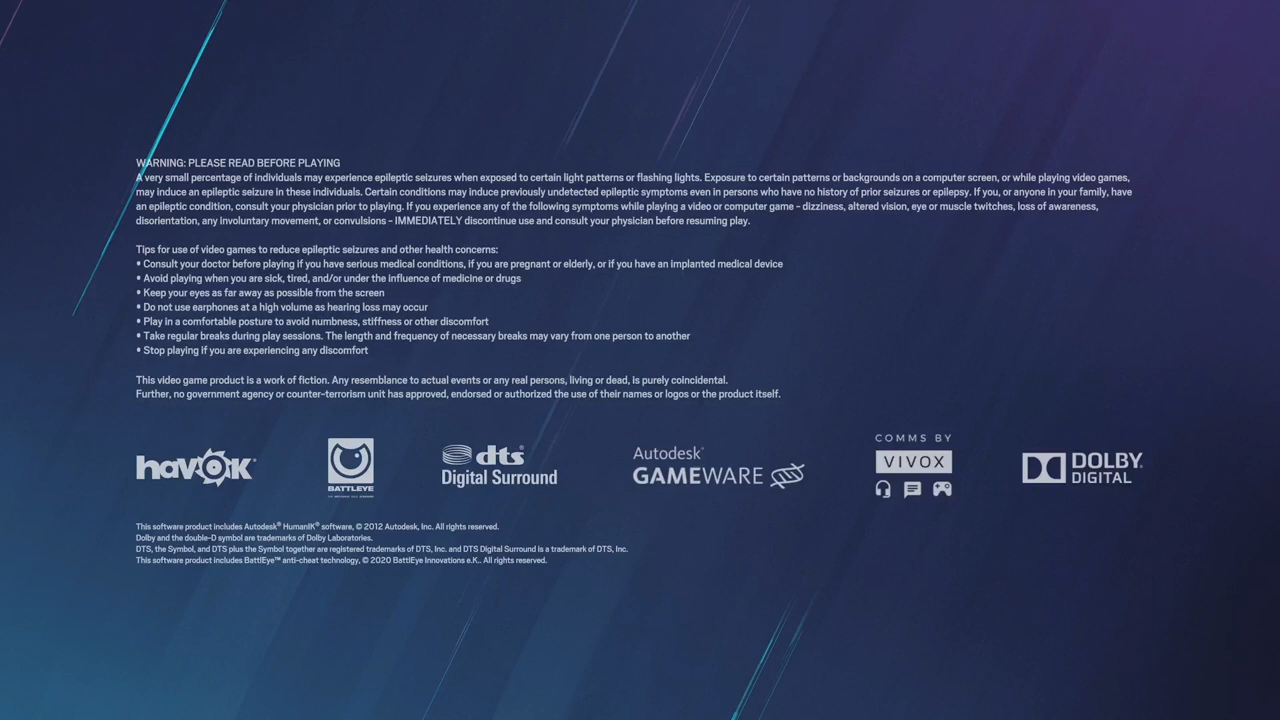 WARNING: PLEASE READ BEFORE PLAYING
A very small percentage of individuals may experience epileptic seizures when exposed to certain light patterns or flashing lights. Exposure to certain patterns or backgrounds on a computer screen, or while playing video games,
may induce an epileptic seizure in these individuals. Certain conditions may induce previously undetected epileptic symptoms even in persons who have no history of prior seizures or epilepsy. If you, or anyone in your family, have
an epileptic condition, consult your physician prior to playing. If you experience any of the following symptoms while playing a video or computer game - dizziness, altered vision, eye or muscle twitches, loss of awareness,
disorientation, any involuntary movement, or convulsions - IMMEDIATELY discontinue use and consult your physician before resuming play.
Tips for use of video games to reduce epileptic seizures and other health concerns:
• Consult your doctor before playing if you have serious medical conditions, if you are pregnant or elderly, or if you have an implanted medical device
• Avoid playing when you are sick, tired, and/or under the influence of medicine or drugs
• Keep your eyes as far away as possible from the screen
• Do not use earphones at a high volume as hearing loss may occur
• Play in a comfortable posture to avoid numbness, stiffness or other discomfort
• Take regular breaks during play sessions. The length and frequency of necessary breaks may vary from one person to another
• Stop playing if you are experiencing any discomfort
This video game product is a work of fiction. Any resemblance to actual events or any real persons, living or dead, is purely coincidental.
Further, no government agency or counter-terrorism unit has approved, endorsed or authorized the use of their names or logos or the product itself.
havok®
BATTLEYE
dts®
Digital Surround
Autodesk®
GAMEWARE
COMMS BY
VIVOX
DOLBY®
DIGITAL
This software product includes Autodesk® HumanIK® software, © 2012 Autodesk, Inc. All rights reserved.
Dolby and the double-D symbol are trademarks of Dolby Laboratories.
DTS, the Symbol, and DTS plus the Symbol together are registered trademarks of DTS, Inc. and DTS Digital Surround is a trademark of DTS, Inc.
This software product includes BattlEye™ anti-cheat technology, © 2020 BattlEye Innovations e.K.. All rights reserved.